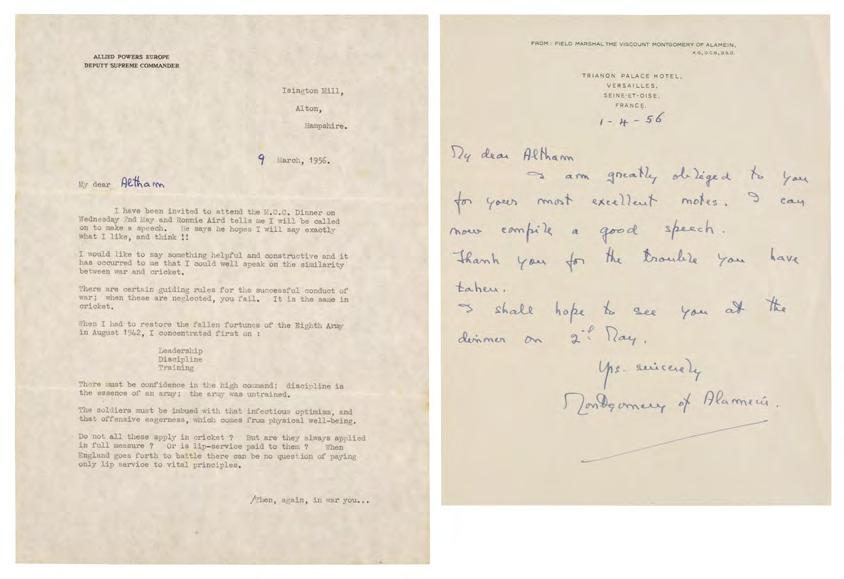 ALLIED POWERS EUROPE
DEPUTY SUPREME COMMANDER
Isington Mill,
Alton,
Hampshire.
9 March, 1956.
My dear Altham
I have been invited to attend the M.C.C. Dinner on
Wednesday 2nd May and Ronnie Aird tells me I will be called
on to make a speech. He says he hopes I will say exactly
what I like, and think !!
I would like to say something helpful and constructive and it
has occurred to me that I could well speak on the similarity
between war and cricket.
There are certain guiding rules for the successful conduct of
war; when these are neglected, you fail. It is the same in
cricket.
When I had to restore the fallen fortunes of the Eighth Army
in August 1942, I concentrated first on :
Leadership
Discipline
Training
There must be confidence in the high command; discipline is
the essence of an army; the army was untrained.
The soldiers must be imbued with that infectious optimism, and
that offensive eagerness, which comes from physical well-being.
Do not all these apply in cricket ? But are they always applied
in full measure ? Or is lip-service paid to them ? When
England goes forth to battle there can be no question of paying
only lip service to vital principles.
/Then, again, in war you...
FROM: FIELD MARSHAL THE VISCOUNT MONTGOMERY OF ALAMEIN,
K.G., G.C.B., D.S.O.
TRIANON PALACE HOTEL,
VERSAILLES,
SEINE-ET-OISE,
FRANCE.
1-4-56
My dear Altham
I am greatly obliged to you
for your most excellent notes. I can
now compile a good speech.
Thank you for the trouble you have
taken.
I shall hope to see you at the
dinner on 2nd May.
Yrs. sincerely
Montgomery of Alamein.